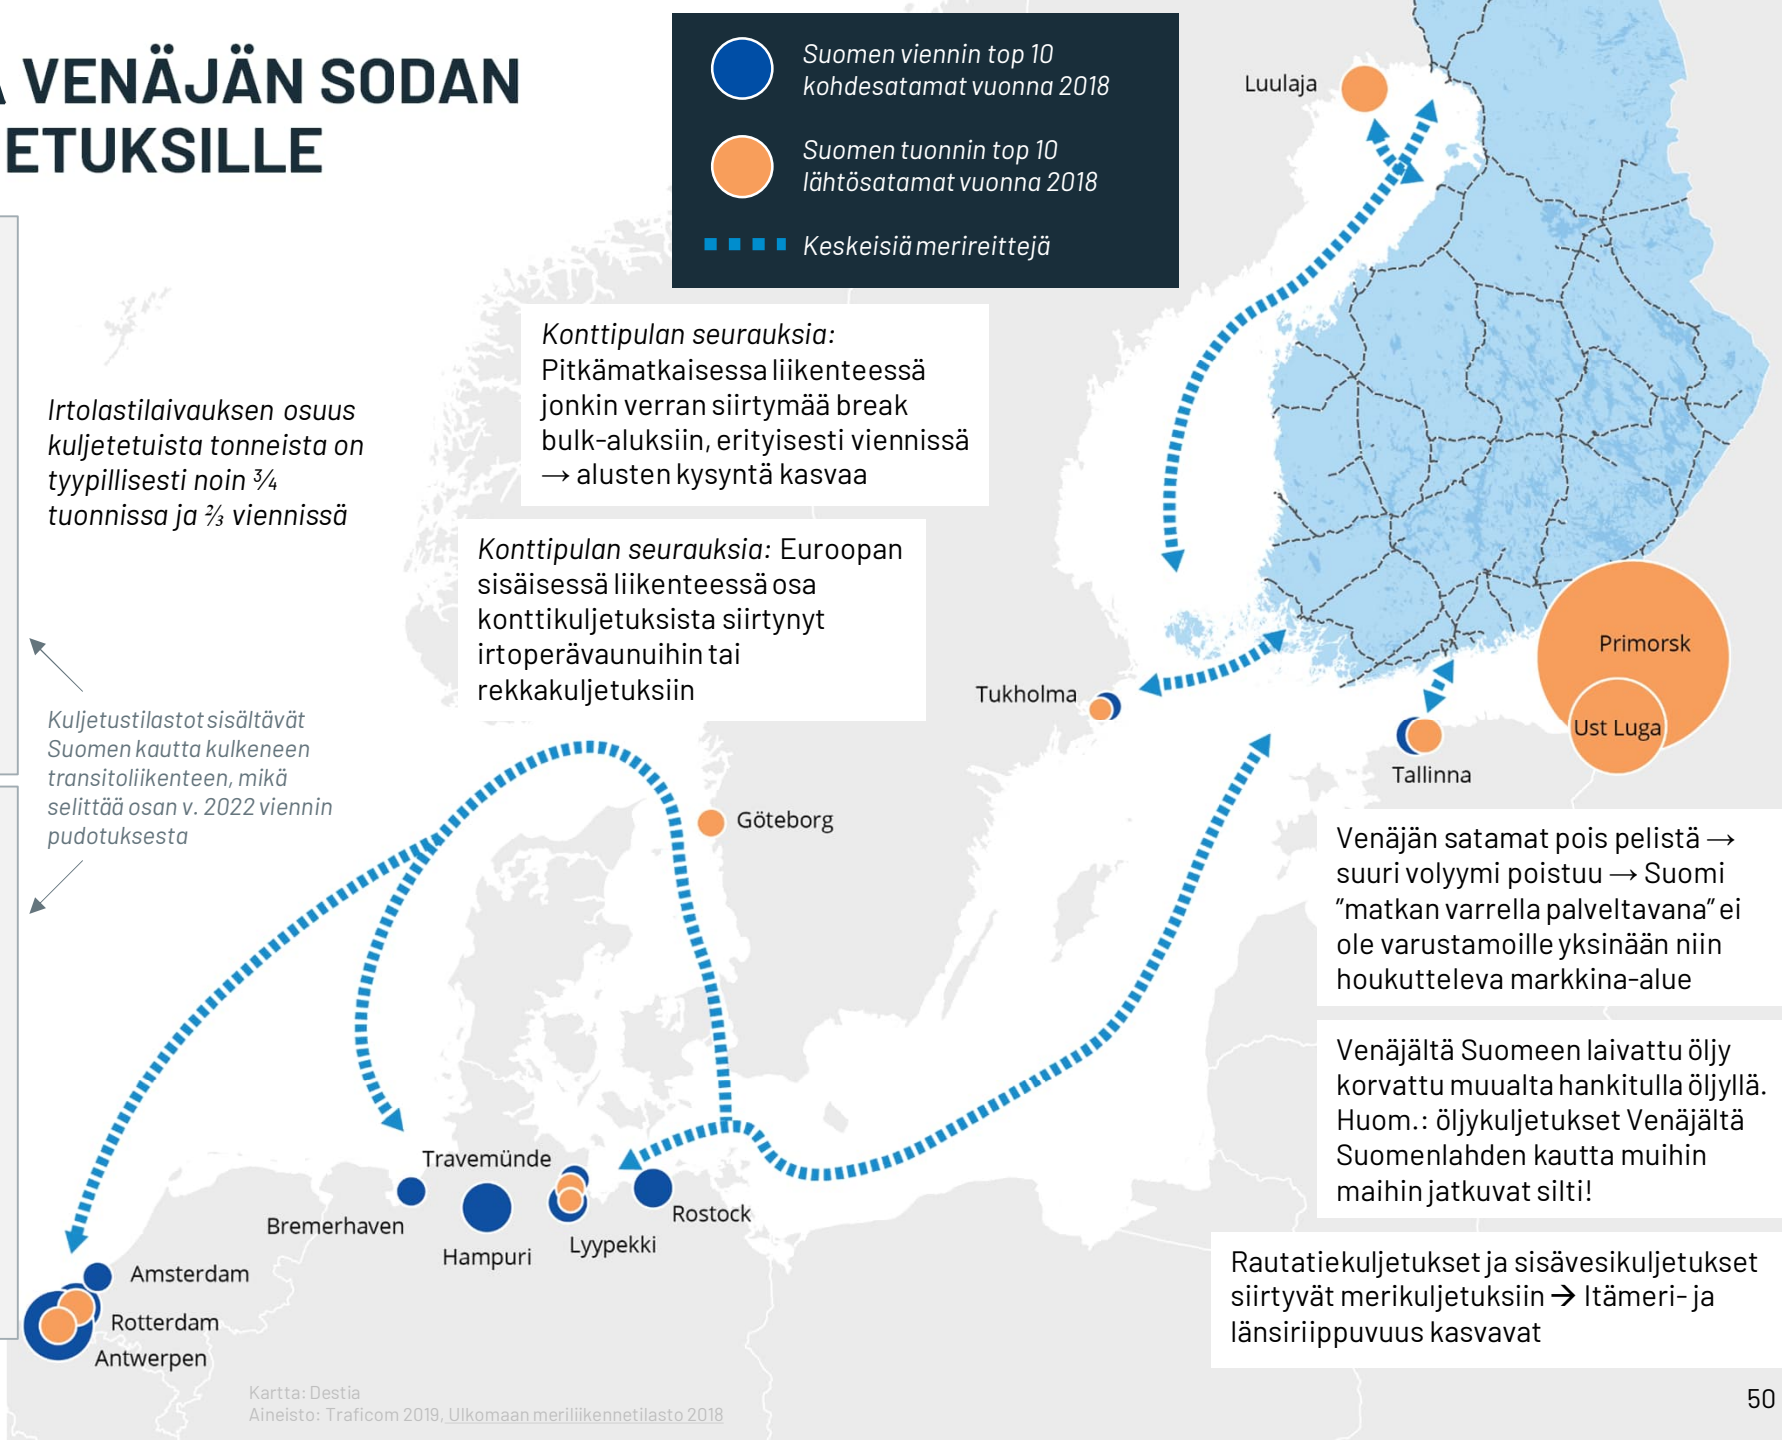 A VENÄJÄN SODAN
ETUKSILLE
Suomen viennin top 10
kohdesatamat vuonna 2018
Suomen tuonnin top 10
lähtösatamat vuonna 2018
Keskeisiä merireittejä
Luulaja
Konttipulan seurauksia:
Pitkämatkaisessa liikenteessä
jonkin verran siirtymää break
bulk-aluksiin, erityisesti viennissä
→ alusten kysyntä kasvaa
Irtolastilaivauksen osuus
kuljetetuista tonneista on
tyypillisesti noin ¾
tuonnissa ja ⅔ viennissä
Konttipulan seurauksia: Euroopan
sisäisessä liikenteessä osa
konttikuljetuksista siirtynyt
irtoperävaunuihin tai
rekkakuljetuksiin
Kuljetustilastot sisältävät
Suomen kautta kulkeneen
transitoliikenteen, mikä
selittää osan v. 2022 viennin
pudotuksesta
Primorsk
Tukholma
Ust Luga
Tallinna
Göteborg
Venäjän satamat pois pelistä →
suuri volyymi poistuu → Suomi
”matkan varrella palveltavana” ei
ole varustamoille yksinään niin
houkutteleva markkina-alue
Venäjältä Suomeen laivattu öljy
korvattu muualta hankitulla öljyllä.
Huom.: öljykuljetukset Venäjältä
Suomenlahden kautta muihin
maihin jatkuvat silti!
Travemünde
Rostock
Bremerhaven
Lyypekki
Hampuri
Amsterdam
Rotterdam
Antwerpen
Rautatiekuljetukset ja sisävesikuljetukset
siirtyvät merikuljetuksiin → Itämeri- ja
länsiriippuvuus kasvavat
Kartta: Destia
Aineisto: Traficom 2019, Ulkomaan meriliikennetilasto 2018
50